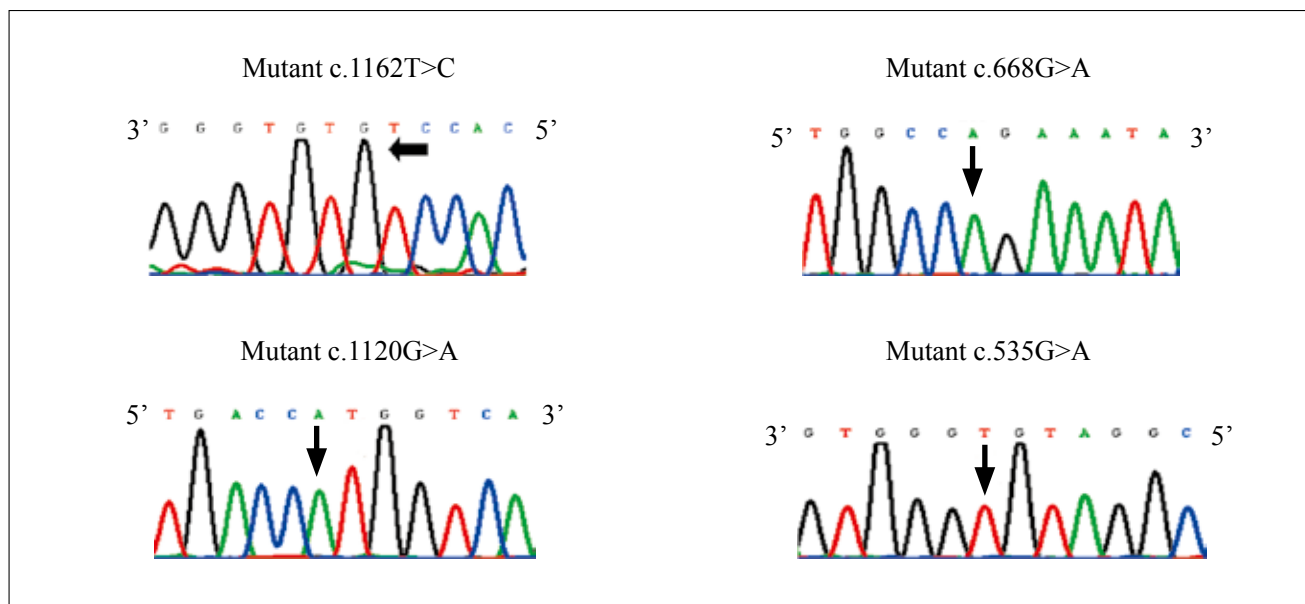 Mutant c.1162T>C
3’ G G G T G T G T C C A C 5’
Mutant c.668G>A
5’ T G G C C A G A A A T A 3’
Mutant c.1120G>A
5’ T G A C C A T G G T C A 3’
Mutant c.535G>A
3’ G T G G G T G T A G G C 5’